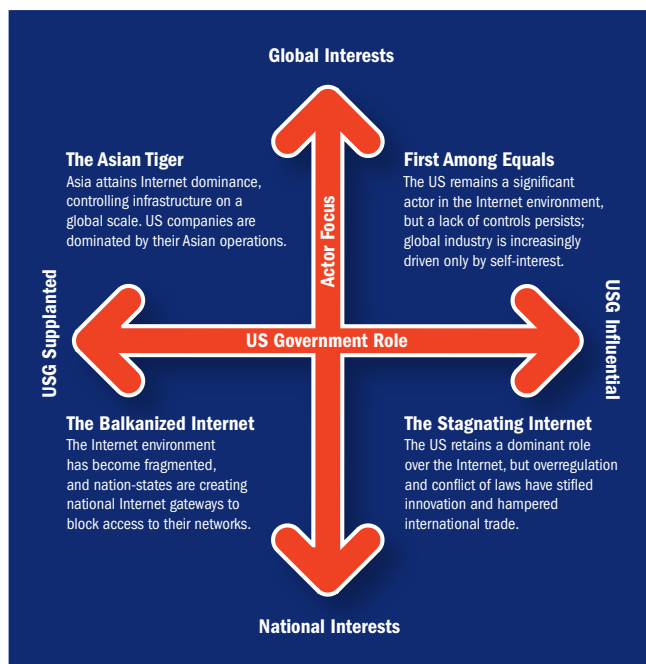 Global Interests
The Asian Tiger
Asia attains Internet dominance,
controlling infrastructure on a
global scale. US companies are
dominated by their Asian operations.
First Among Equals
The US remains a significant
actor in the Internet environment,
but a lack of controls persists;
global industry is increasingly
driven only by self-interest.
Actor Focus
USG Supplanted
US Government Role
USG Influential
The Balkanized Internet
The Internet environment
has become fragmented,
and nation-states are creating
national Internet gateways to
block access to their networks.
The Stagnating Internet
The US retains a dominant role
over the Internet, but overregulation
and conflict of laws have stifled
innovation and hampered
international trade.
National Interests